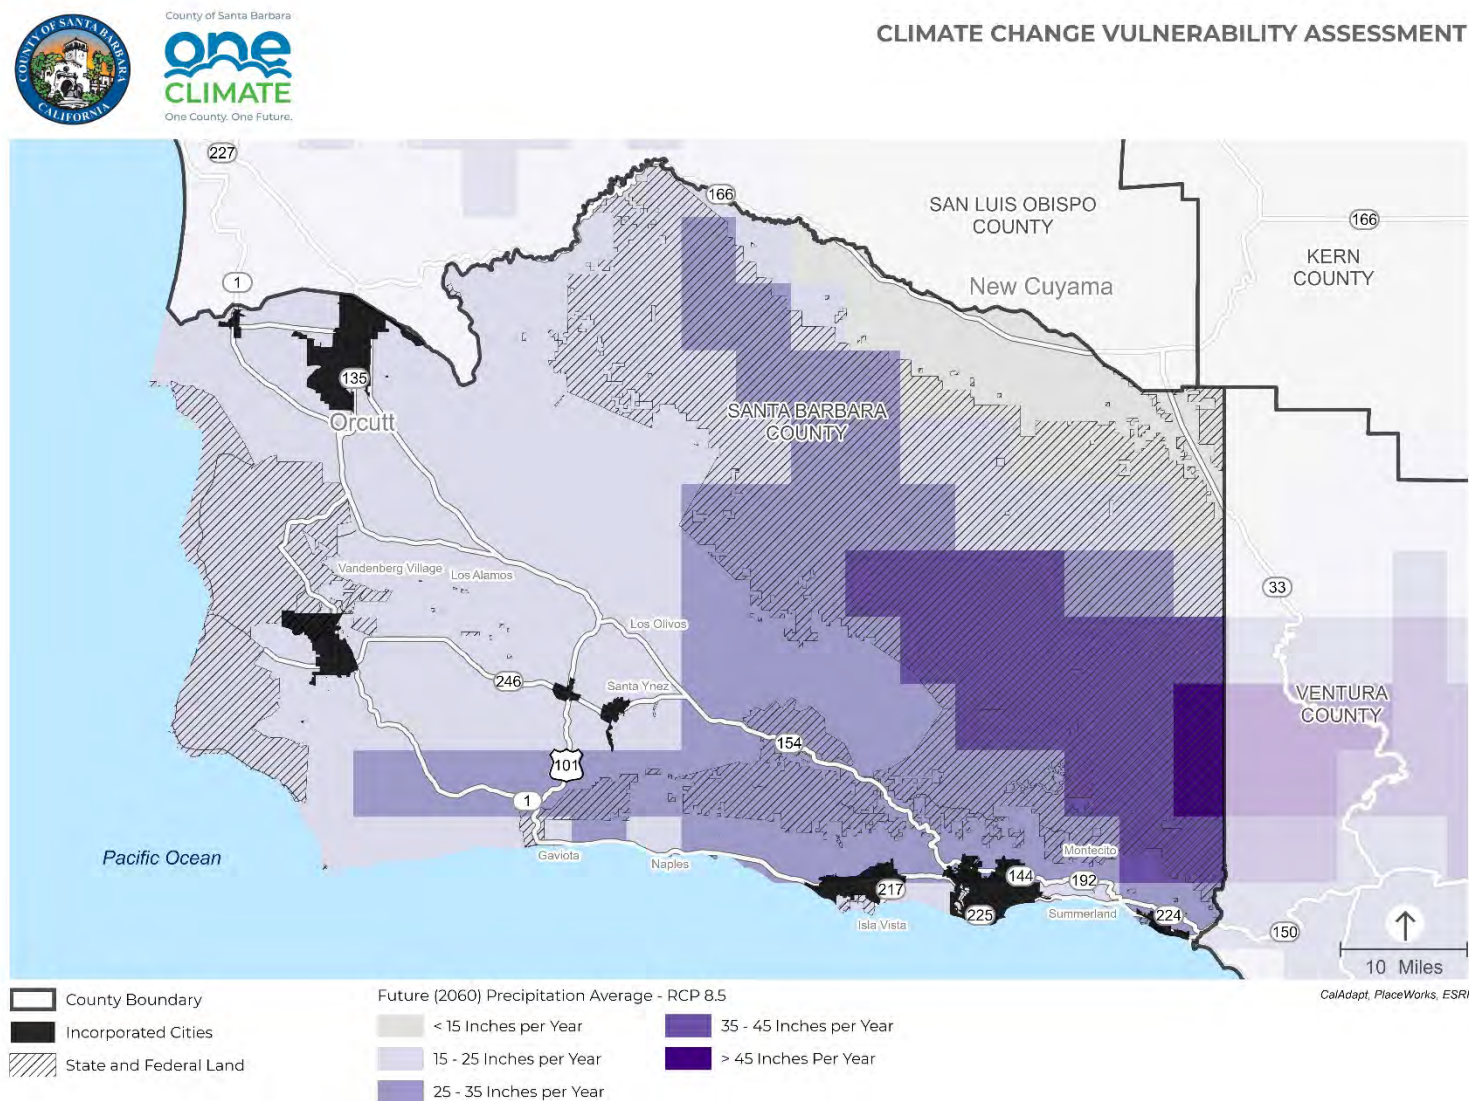 County of Santa Barbara
one
CLIMATE
One County. One Future.
COUNTY OF SANTA BARBARA
CALIFORNIA
CLIMATE CHANGE VULNERABILITY ASSESSMENT
227
166
SAN LUIS OBISPO
COUNTY
166
KERN
COUNTY
1
New Cuyama
135
Orcutt
SANTA BARBARA
COUNTY
Vandenberg Village
Los Alamos
33
Los Olivos
246
Santa Ynez
VENTURA
COUNTY
154
101
1
Pacific Ocean
Gaviota
Naples
Montecito
144
192
217
225
Summerland
224
Isla Vista
150
10 Miles
CalAdapt, PlaceWorks, ESRI
County Boundary
Incorporated Cities
State and Federal Land
Future (2060) Precipitation Average - RCP 8.5
< 15 Inches per Year
15 - 25 Inches per Year
25 - 35 Inches per Year
35 - 45 Inches per Year
> 45 Inches Per Year